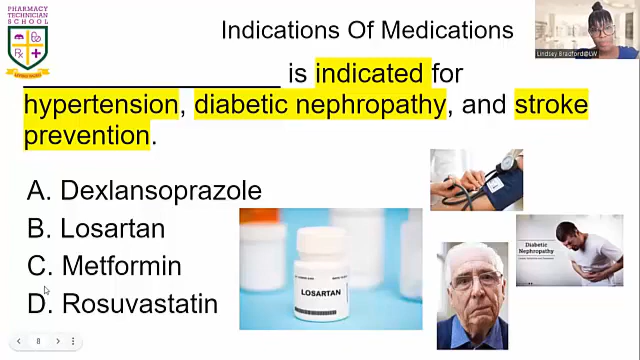 PHARMACY
TECHNICIAN
SCHOOL
Indications Of Medications
Lindsey Bradford@LW
____________________ is indicated for
hypertension, diabetic nephropathy, and stroke
prevention.
A. Dexlansoprazole
B. Losartan
C. Metformin
D. Rosuvastatin
LOSARTAN
Diabetic
Nephropathy
8